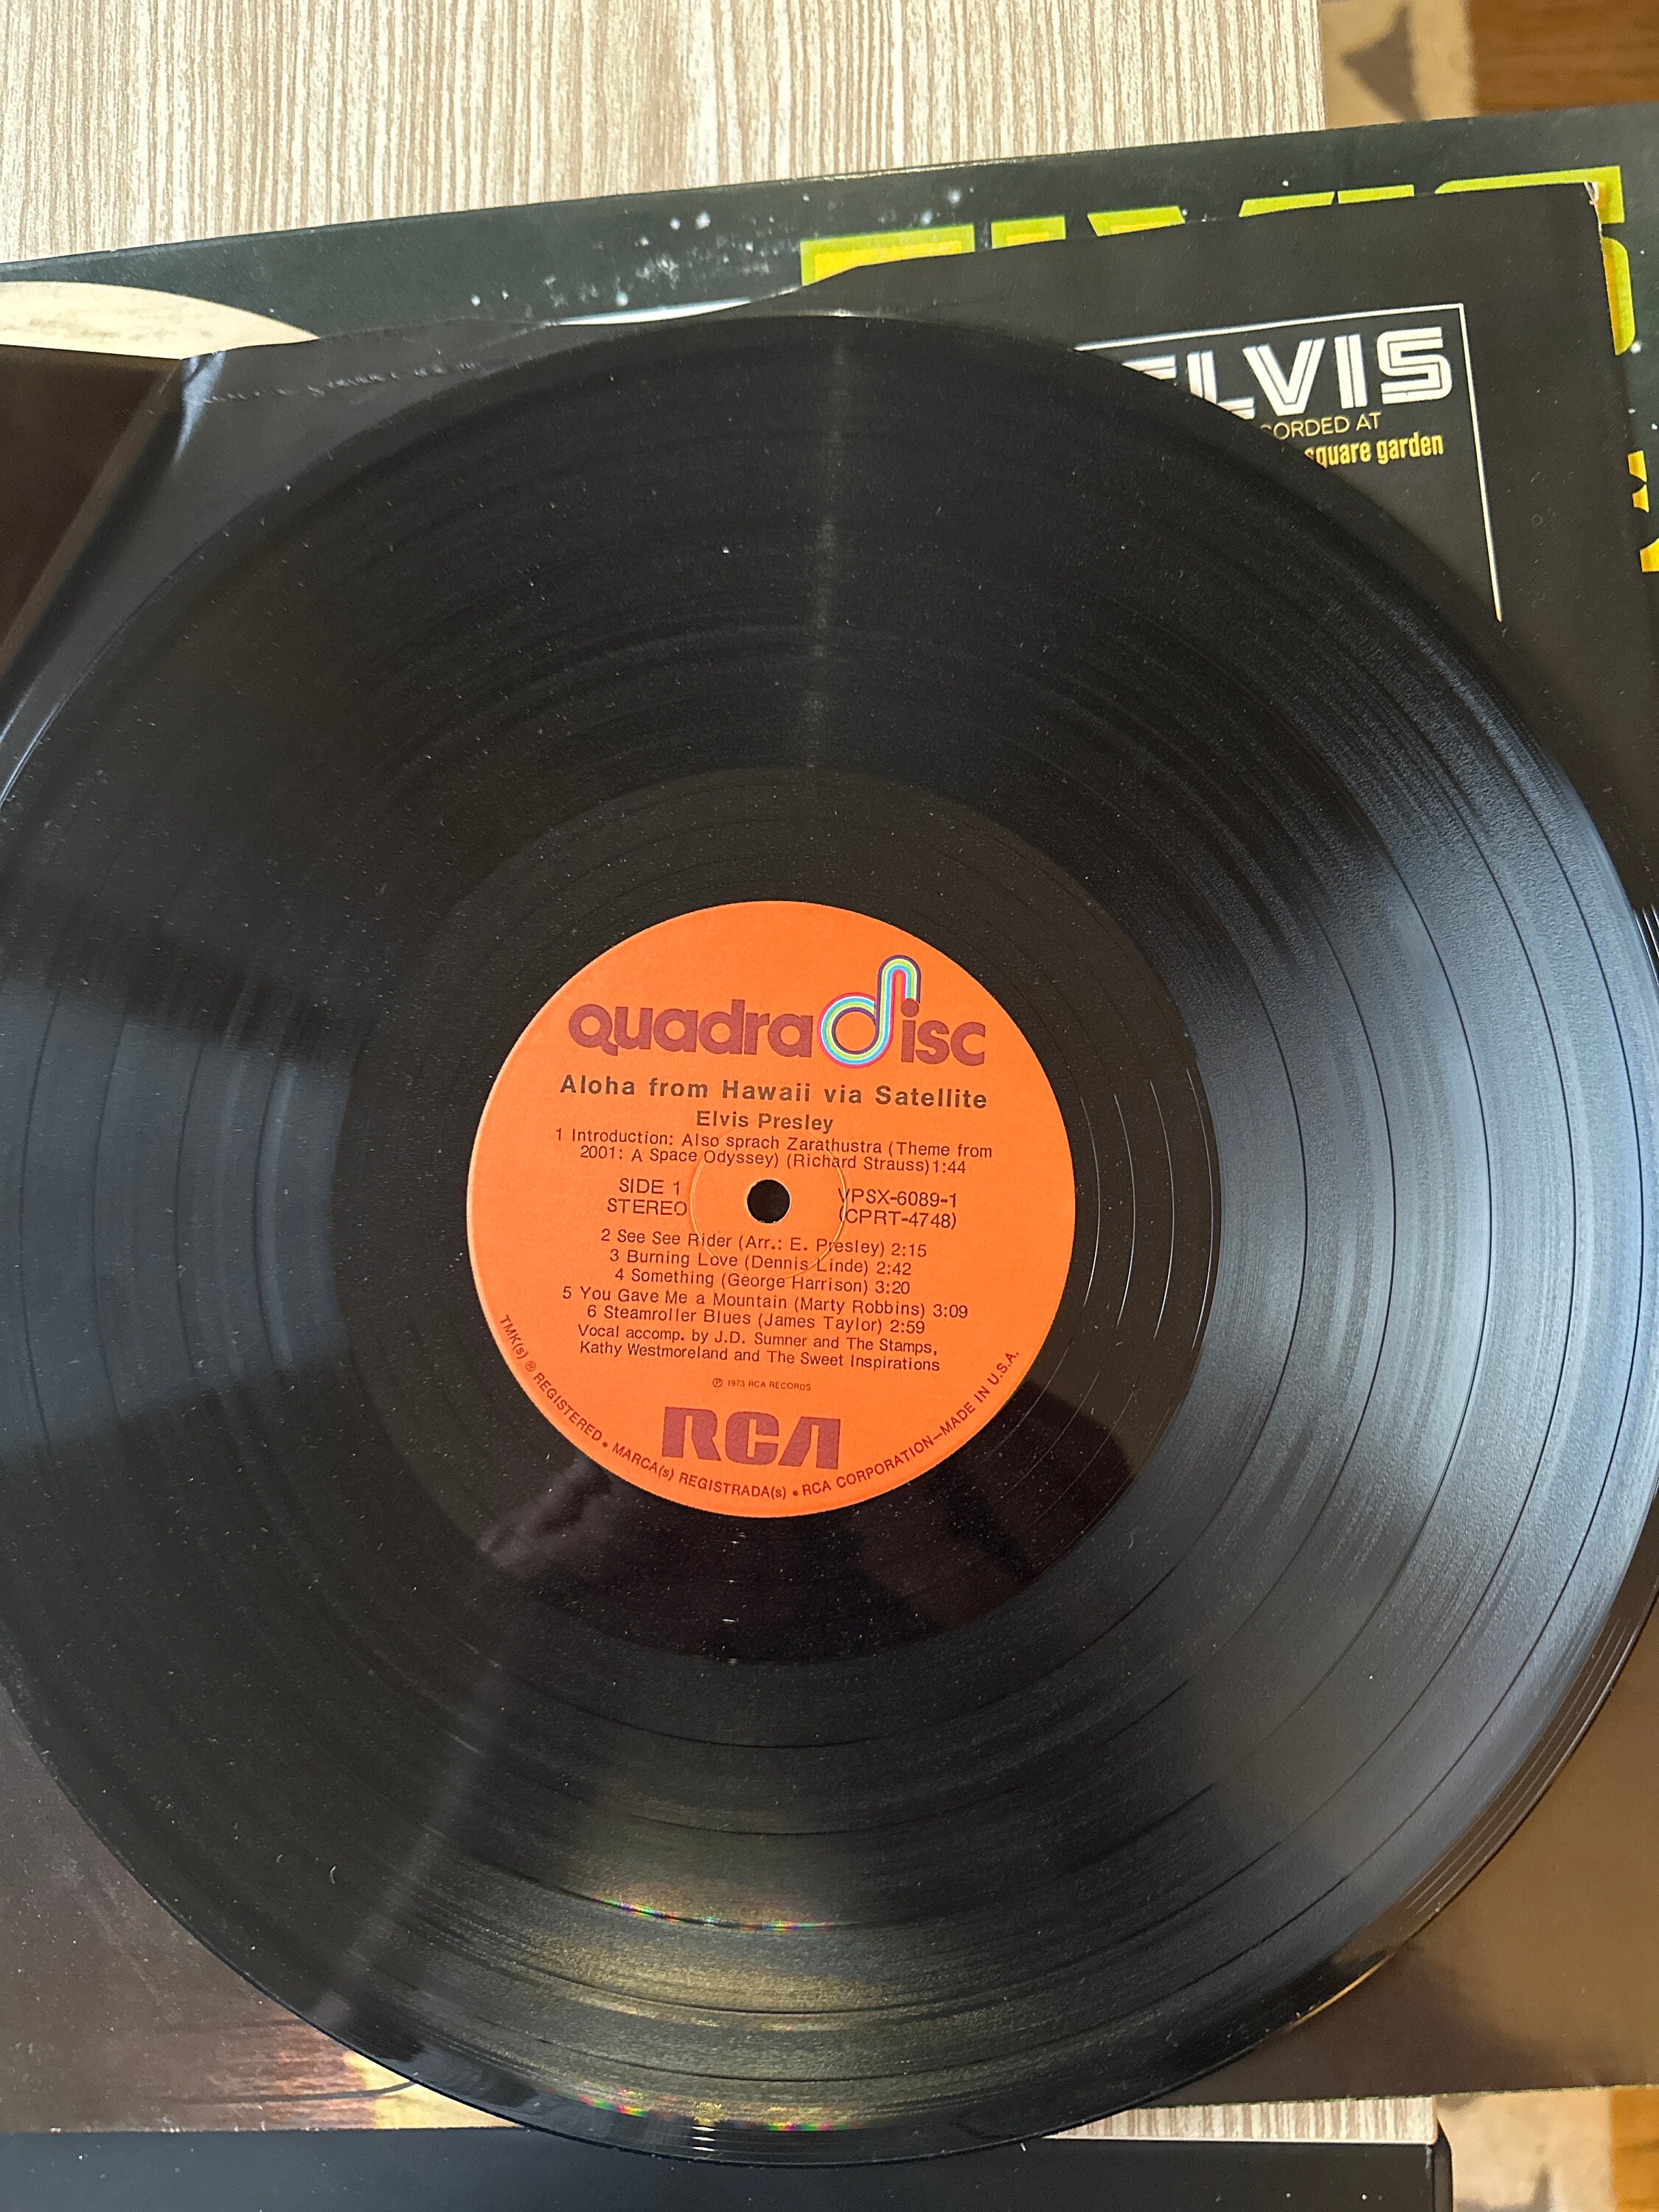 ELVIS
CORDED AT
square garden
quadradisc
Aloha from Hawaii via Satellite
Elvis Presley
1 Introduction: Also sprach Zarathustra (Theme from
2001: A Space Odyssey) (Richard Strauss)1:44
SIDE 1
STEREO
VPSX-6089-1
(CPRT-4748)
2 See See Rider (Arr.: E. Presley) 2:15
3 Burning Love (Dennis Linde) 2:42
4 Something (George Harrison) 3:20
5 You Gave Me a Mountain (Marty Robbins) 3:09
6 Steamroller Blues (James Taylor) 2:59
Vocal accomp. by J.D. Sumner and The Stamps,
Kathy Westmoreland and The Sweet Inspirations
℗ 1973 RCA RECORDS
RCA
TMK(s) ® REGISTERED • MARCA(s) REGISTRADA(s) • RCA CORPORATION—MADE IN U.S.A.